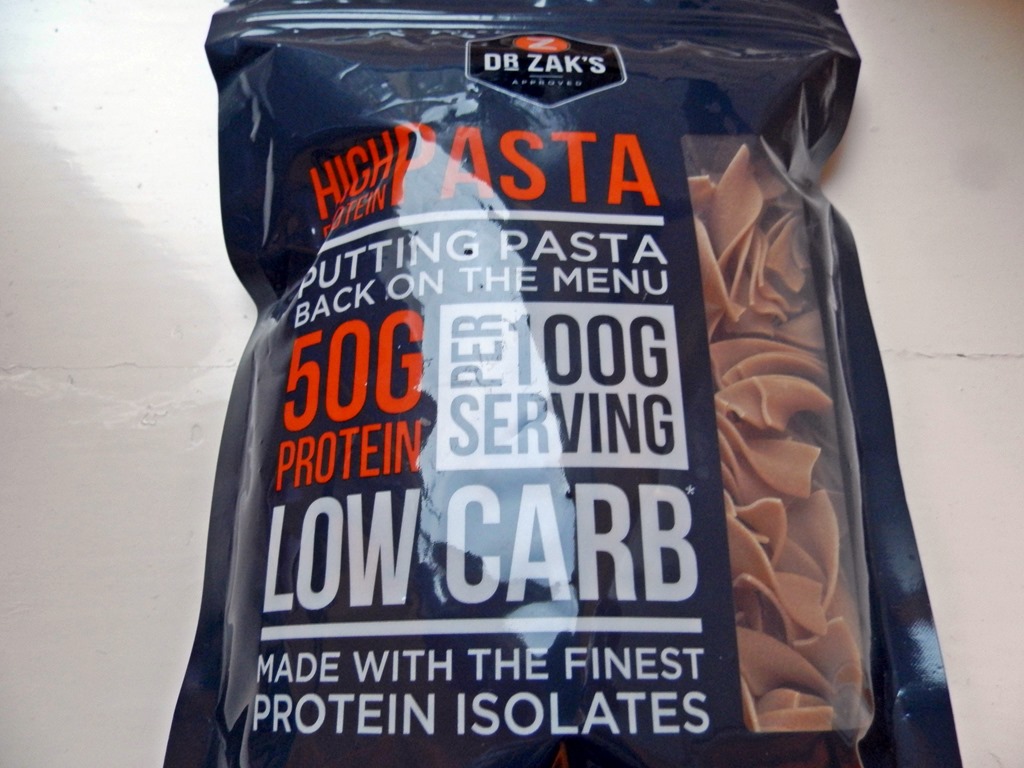 Z
DR ZAK'S
APPROVED
HIGH PROTEIN PASTA
PUTTING PASTA
BACK ON THE MENU
50G PROTEIN
PER 100G
SERVING
LOW CARB*
MADE WITH THE FINEST
PROTEIN ISOLATES